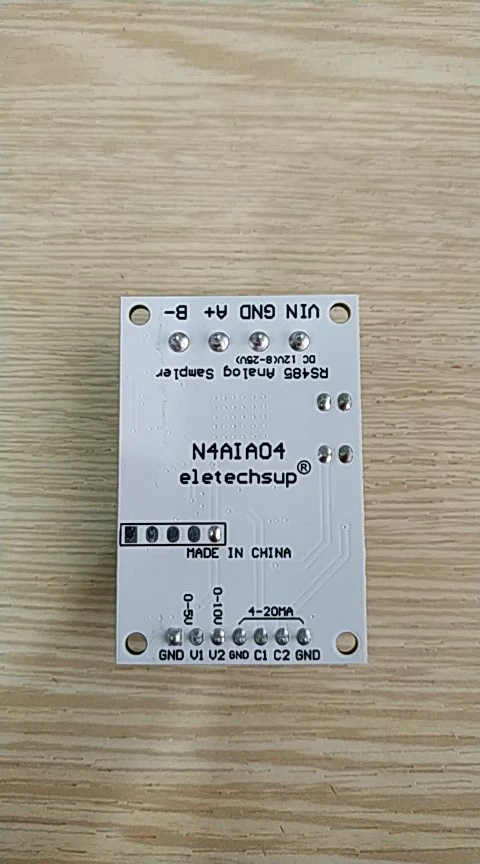 B- A+ GND VIN
DC 12V(8-25V)
RS485 Analog Sampler
N4AIA04
eletechsup®
MADE IN CHINA
0-5V 0-10V 4-20MA
GND V1 V2 GND C1 C2 GND